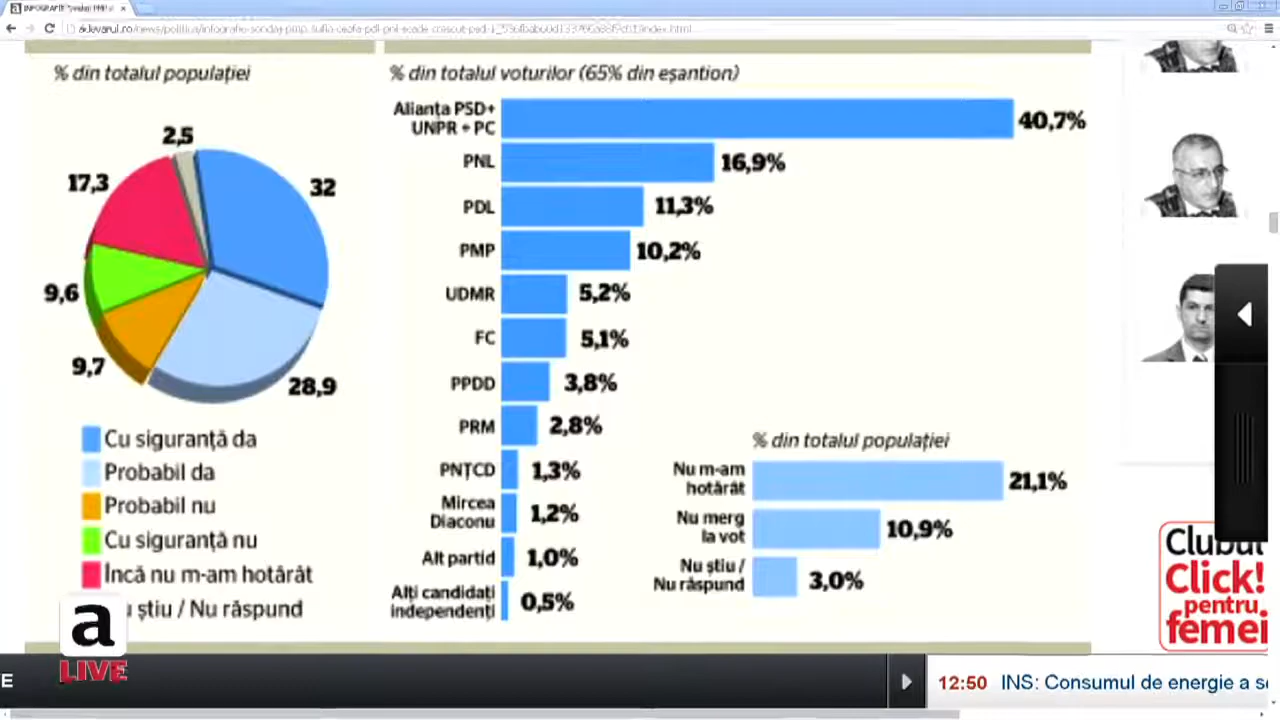 % din totalul populației
2,5
17,3
32
9,6
9,7
28,9
Cu siguranță da
Probabil da
Probabil nu
Cu siguranță nu
Încă nu m-am hotărât
știu / Nu răspund
% din totalul voturilor (65% din eșantion)
Alianța PSD+
UNPR + PC
40,7%
PNL
16,9%
PDL
11,3%
PMP
10,2%
UDMR
5,2%
FC
5,1%
PPDD
3,8%
PRM
2,8%
PNȚCD
1,3%
Mircea
Diaconu
1,2%
Alt partid
1,0%
Alți candidați
independenți
0,5%
% din totalul populației
Nu m-am
hotărât
21,1%
Nu merg
la vot
10,9%
Nu știu /
Nu răspund
3,0%
Clubul
Click!
pentru
femei
a
LIVE
E
12:50 INS: Consumul de energie a